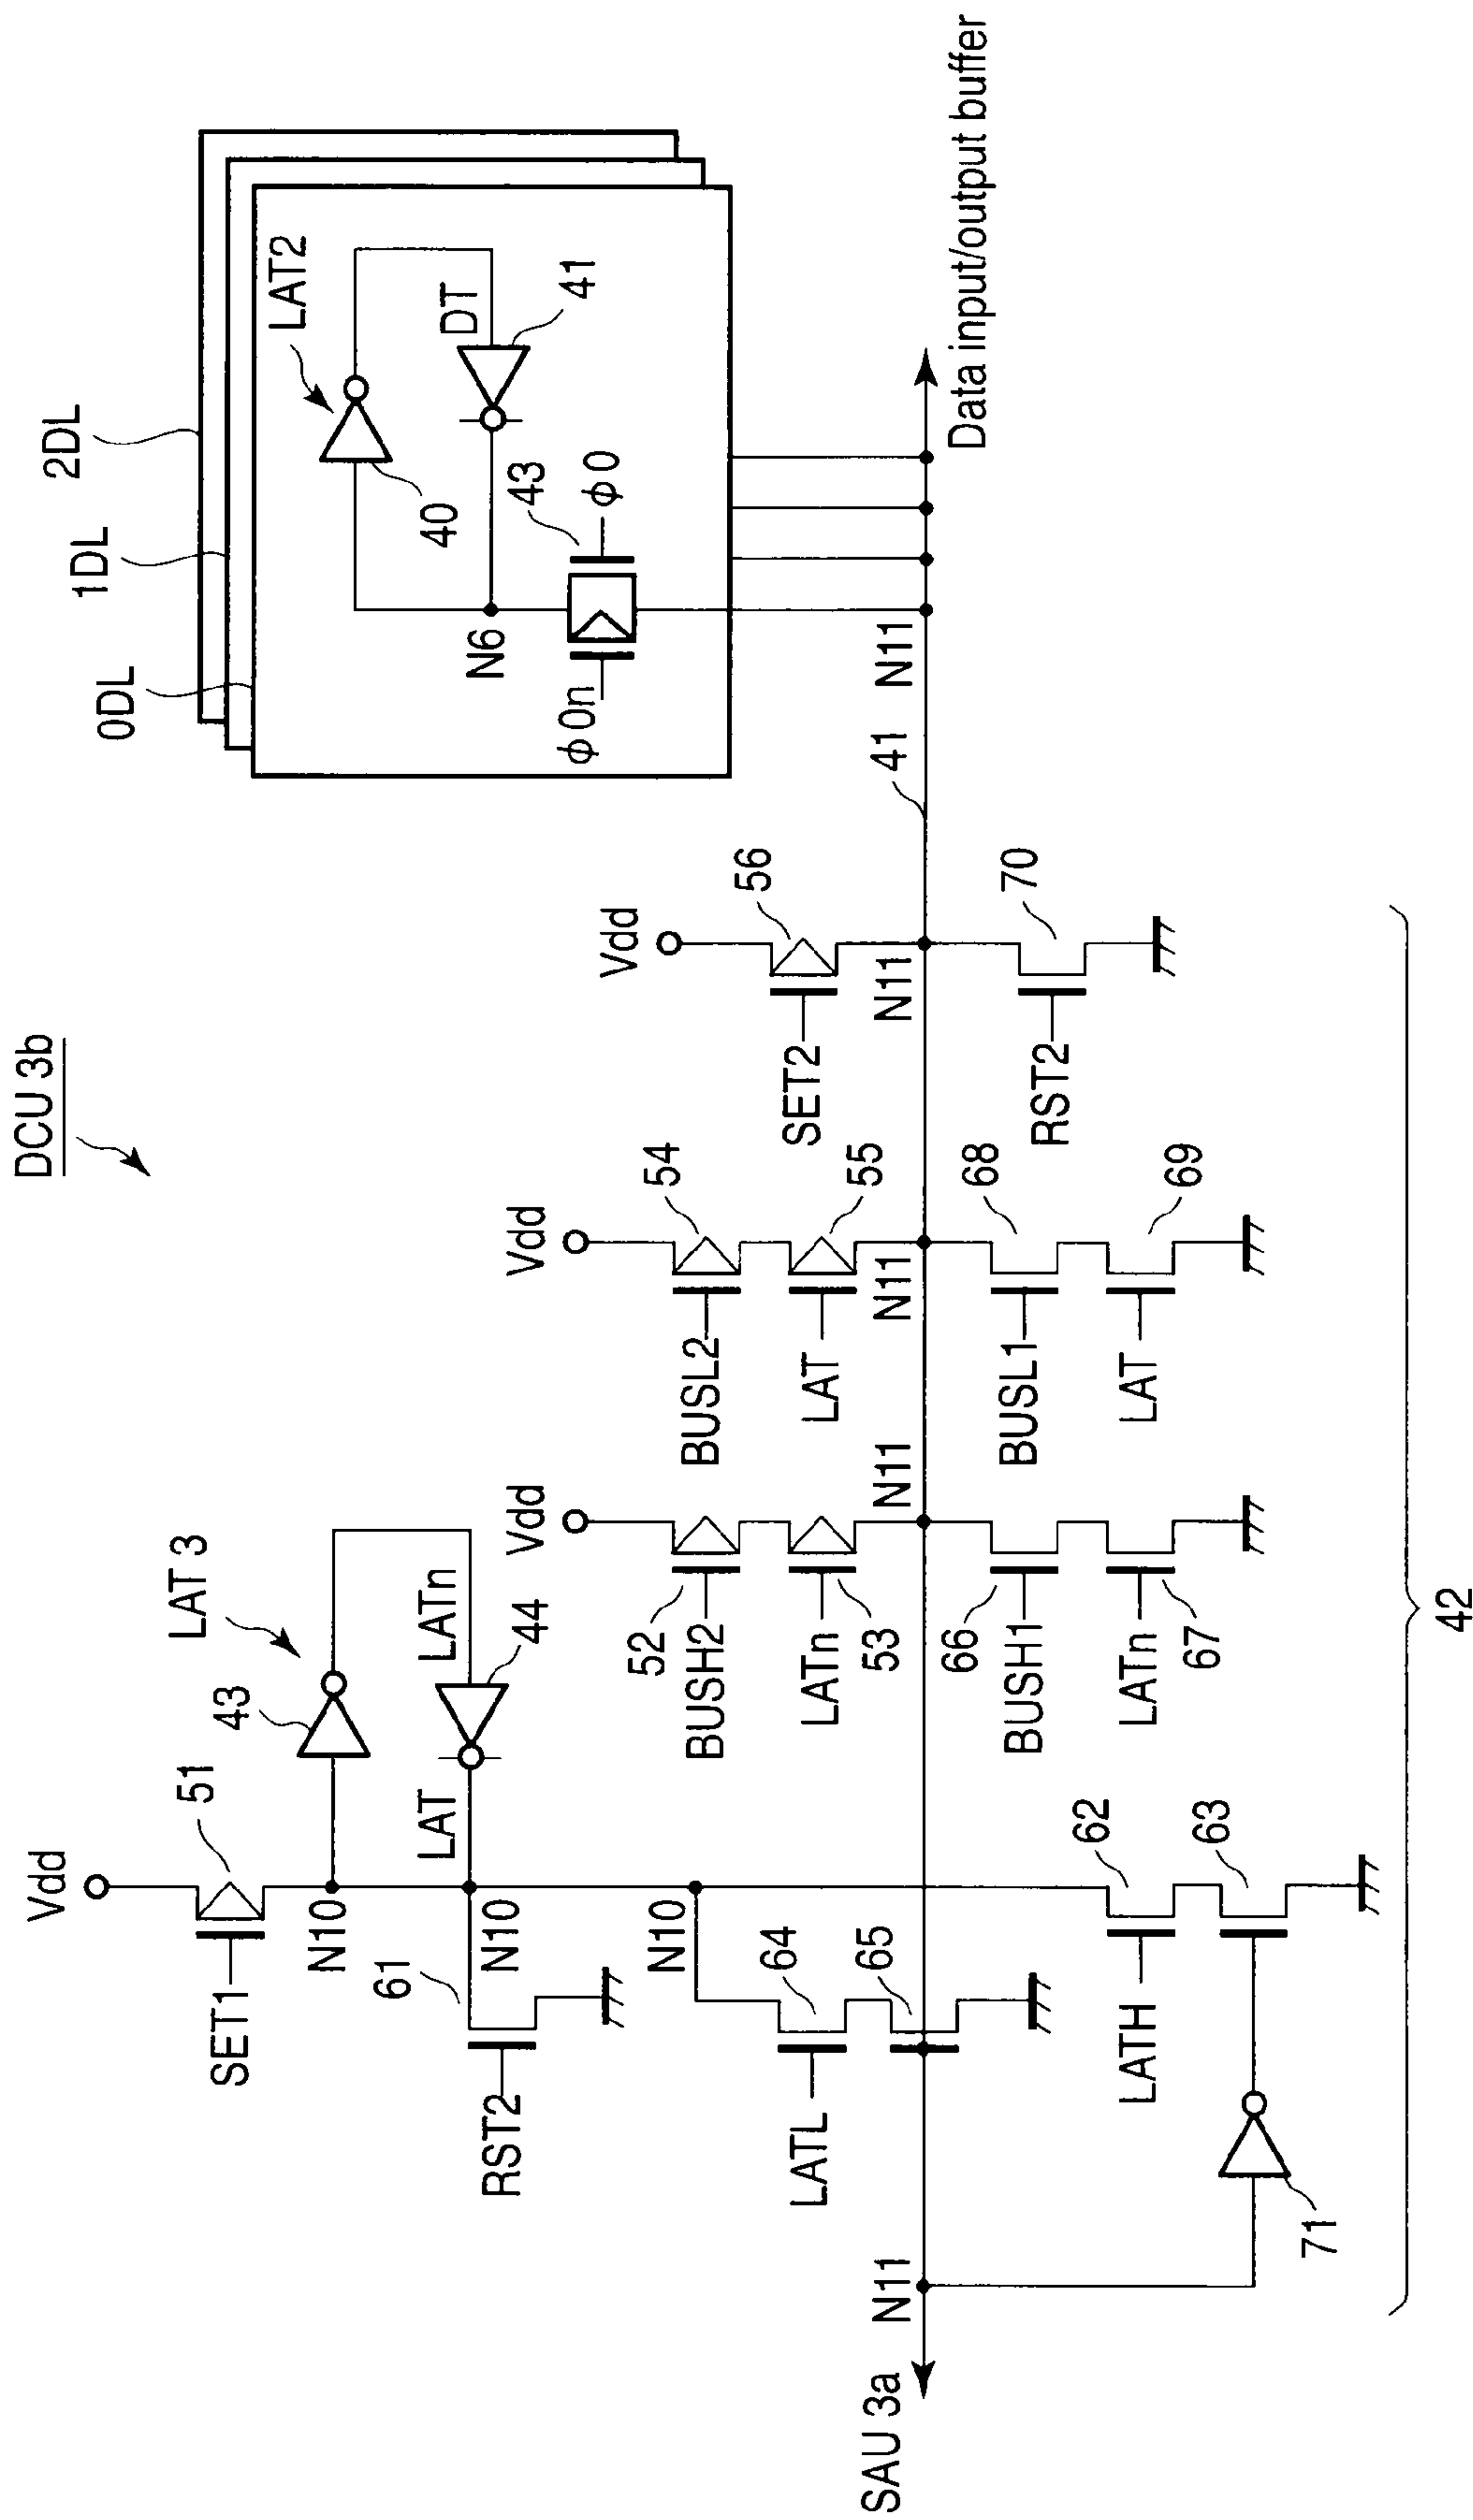 DCU 3b
Vdd
51
SET1
N10
43
LAT 3
LATn
44
LAT
61
N10
RST2
N10
64
65
LATL
62
LATH
63
71
N11
SAU 3a
Vdd
52
BUSH2
LATn
53
N11
66
BUSH1
LATn
67
Vdd
54
BUSL2
55
LAT
N11
68
BUSL1
LAT
69
Vdd
56
SET2
N11
70
RST2
41
N11
0DL
1DL
2DL
LAT2
40
DT
41
N6
43
ϕ0n
ϕ0
Data input/output buffer
42